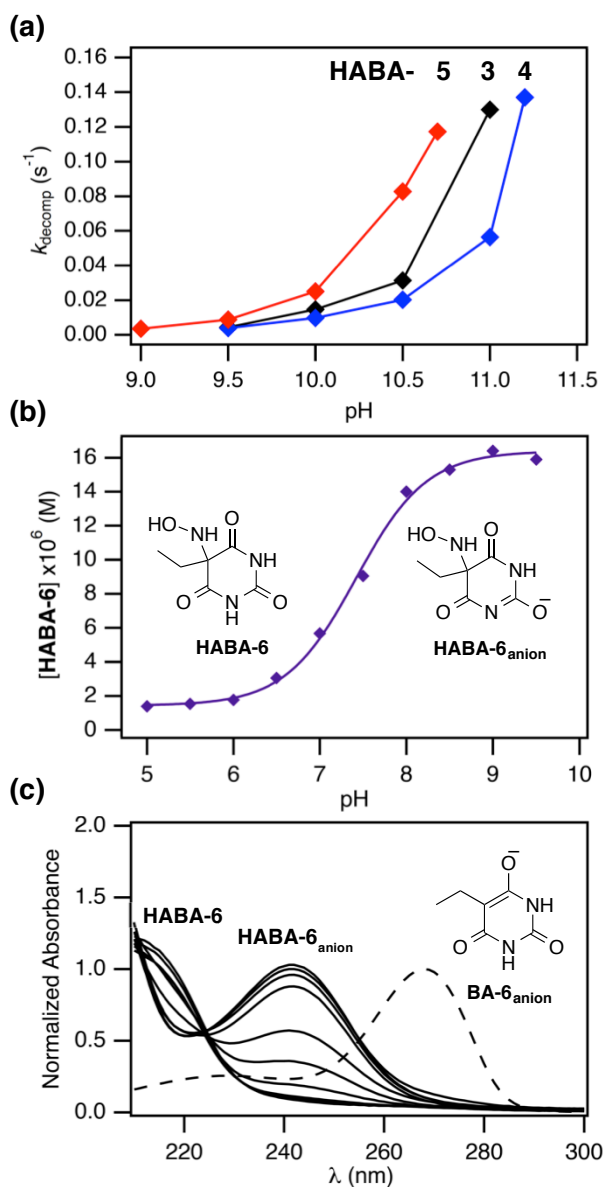 (a)
HABA- 5 3 4
0.16
0.14
0.12
0.10
0.08
0.06
0.04
0.02
0.00
k_decomp (s⁻¹)
9.0 9.5 10.0 10.5 11.0 11.5
pH
(b)
16
14
12
10
8
6
4
2
0
[HABA-6] x10⁶ (M)
HO NH O
NH
O N O
H
HABA-6
HO NH O
NH
O N O⁻
HABA-6anion
5 6 7 8 9 10
pH
(c)
2.0
1.5
1.0
0.5
0.0
Normalized Absorbance
HABA-6
HABA-6anion
O⁻
NH
O N O
H
BA-6anion
220 240 260 280 300
λ (nm)